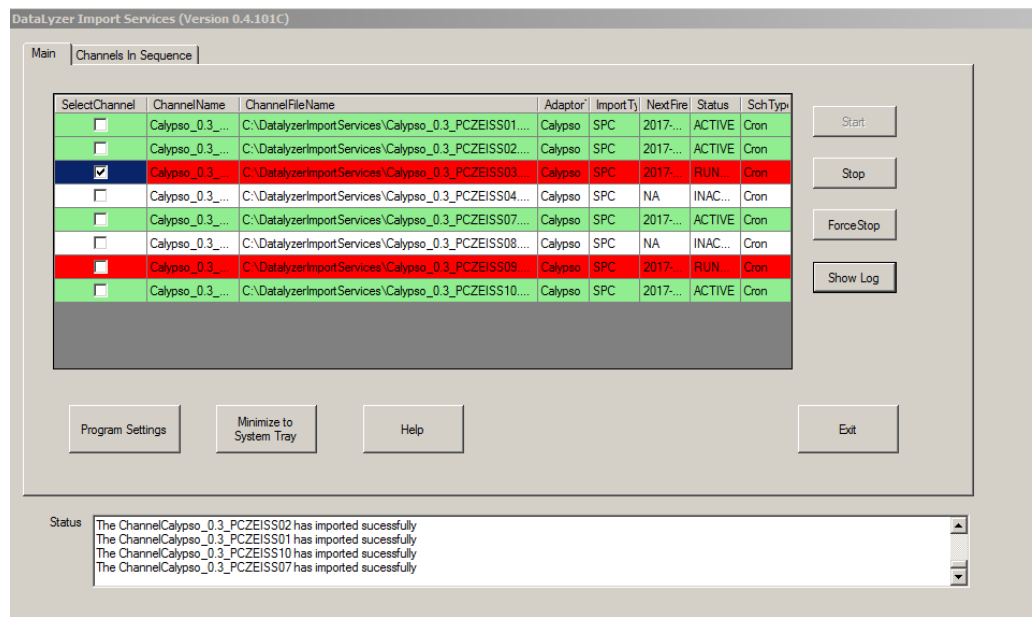 DataLyzer Import Services (Version 0.4.101C)
Main Channels In Sequence
SelectChannel ChannelName ChannelFileName Adaptor ImportTy NextFire Status SchType
Calypso_0.3_... C:\DatalyzerImportServices\Calypso_0.3_PCZEISS01.... Calypso SPC 2017-... ACTIVE Cron
Calypso_0.3_... C:\DatalyzerImportServices\Calypso_0.3_PCZEISS02.... Calypso SPC 2017-... ACTIVE Cron
Calypso_0.3_... C:\DatalyzerImportServices\Calypso_0.3_PCZEISS03.... Calypso SPC 2017-... RUN... Cron
Calypso_0.3_... C:\DatalyzerImportServices\Calypso_0.3_PCZEISS04.... Calypso SPC NA INAC... Cron
Calypso_0.3_... C:\DatalyzerImportServices\Calypso_0.3_PCZEISS07.... Calypso SPC 2017-... ACTIVE Cron
Calypso_0.3_... C:\DatalyzerImportServices\Calypso_0.3_PCZEISS08.... Calypso SPC NA INAC... Cron
Calypso_0.3_... C:\DatalyzerImportServices\Calypso_0.3_PCZEISS09.... Calypso SPC 2017-... RUN... Cron
Calypso_0.3_... C:\DatalyzerImportServices\Calypso_0.3_PCZEISS10.... Calypso SPC 2017-... ACTIVE Cron
Start
Stop
ForceStop
Show Log
Program Settings
Minimize to
System Tray
Help
Exit
Status
The ChannelCalypso_0.3_PCZEISS02 has imported sucessfully
The ChannelCalypso_0.3_PCZEISS01 has imported sucessfully
The ChannelCalypso_0.3_PCZEISS10 has imported sucessfully
The ChannelCalypso_0.3_PCZEISS07 has imported sucessfully